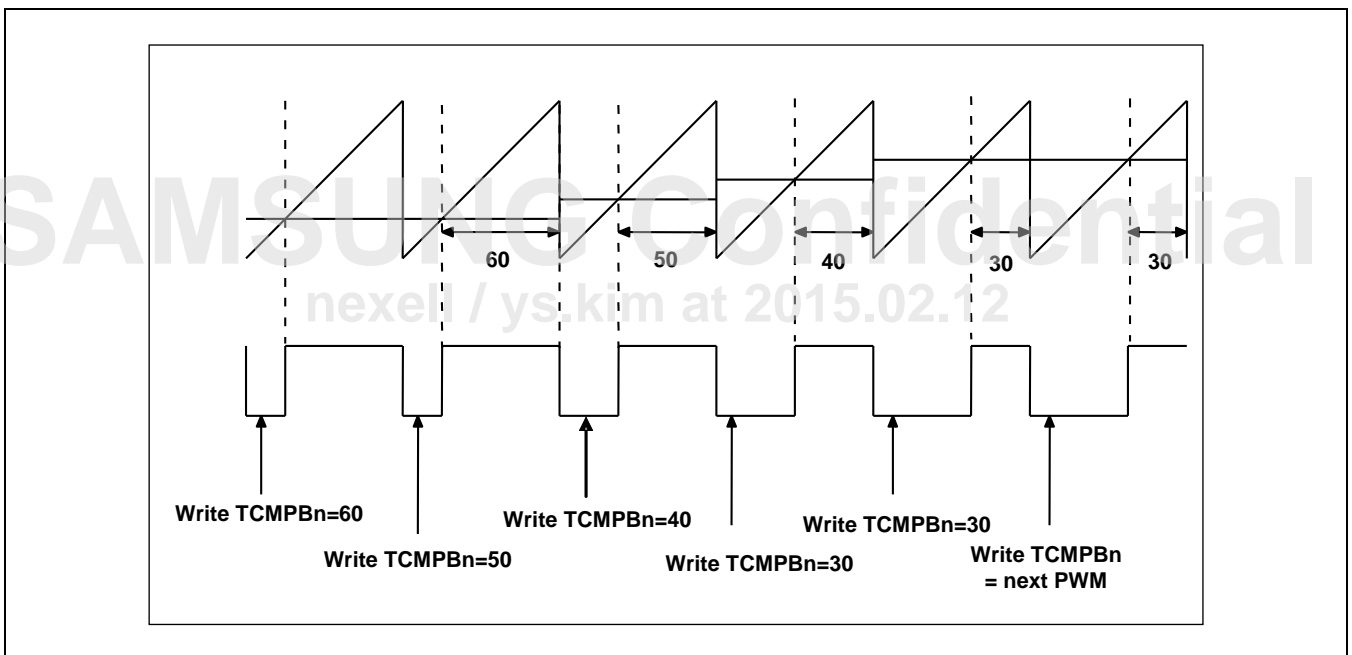 SAMSUNG Confidential
60 50 40 30 30
nexell / ys.kim at 2015.02.12
Write TCMPBn=60
Write TCMPBn=50
Write TCMPBn=40
Write TCMPBn=30
Write TCMPBn=30
Write TCMPBn
= next PWM